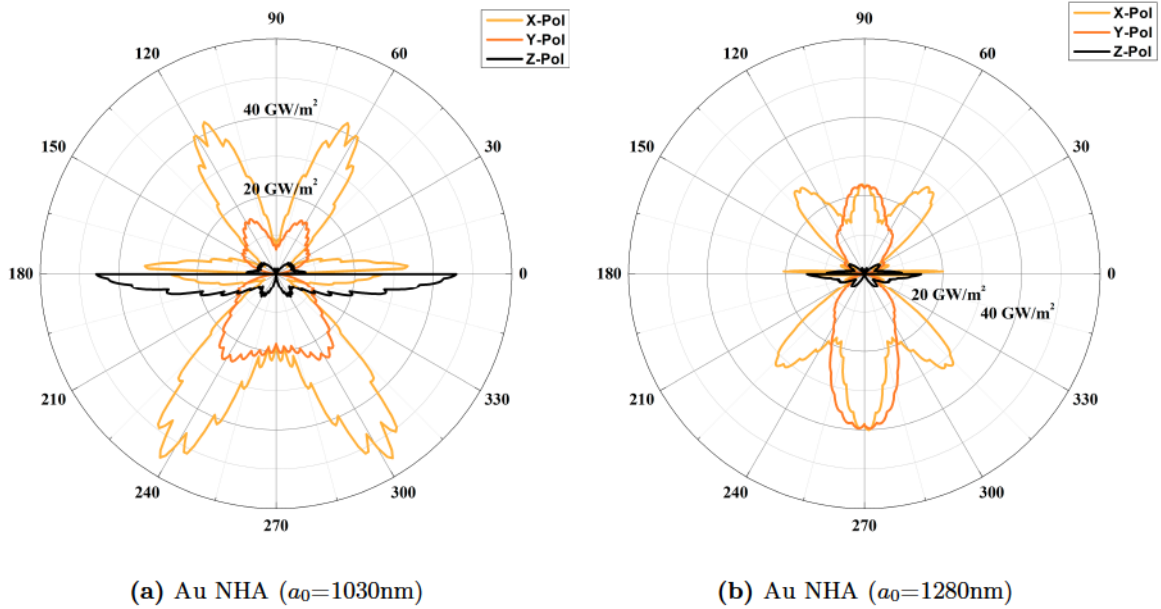 X-Pol
Y-Pol
Z-Pol
90
120
60
150
30
180
0
210
330
240
300
270
40 GW/m²
20 GW/m²
X-Pol
Y-Pol
Z-Pol
90
120
60
150
30
180
0
210
330
240
300
270
20 GW/m²
40 GW/m²
(a) Au NHA (a₀=1030nm)
(b) Au NHA (a₀=1280nm)